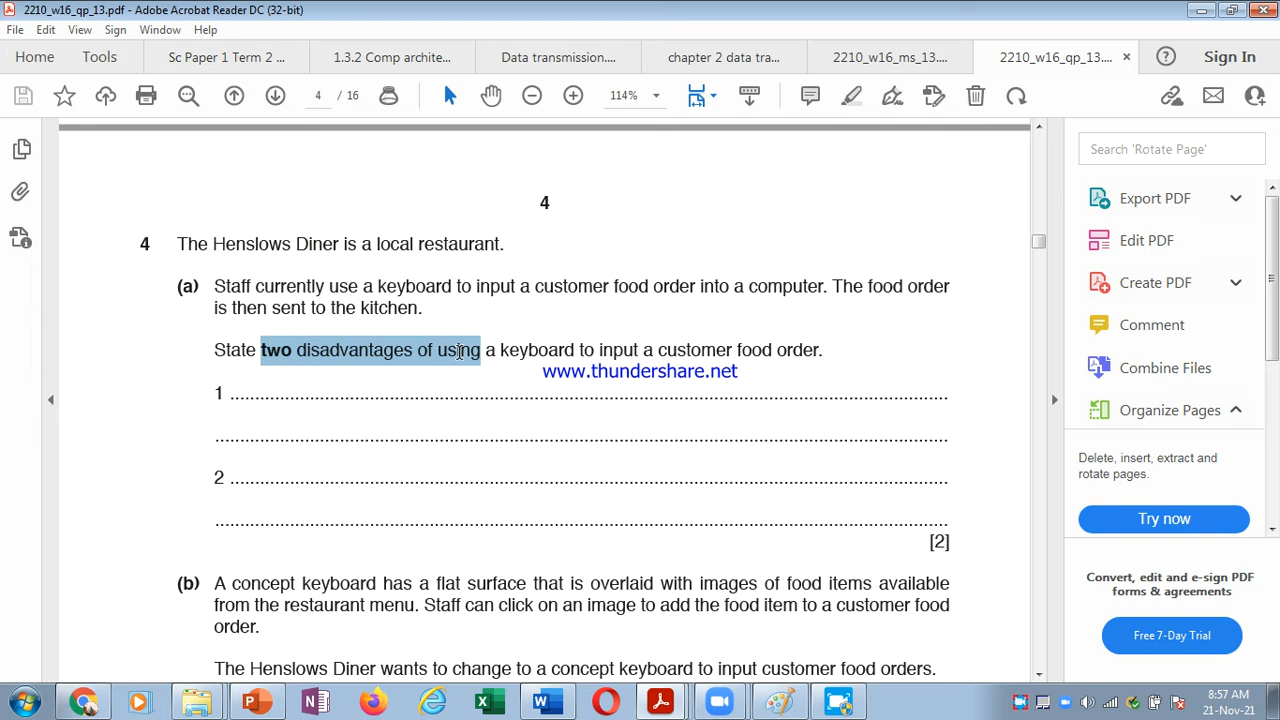 2210_w16_qp_13.pdf - Adobe Acrobat Reader DC (32-bit)
File Edit View Sign Window Help
Home Tools Sc Paper 1 Term 2 ... 1.3.2 Comp archite... Data transmission.... chapter 2 data tra... 2210_w16_ms_13.... 2210_w16_qp_13.... Sign In
4 / 16 114%
Search 'Rotate Page'
Export PDF
Edit PDF
Create PDF
Comment
Combine Files
Organize Pages
Delete, insert, extract and
rotate pages.
Try now
Convert, edit and e-sign PDF
forms & agreements
Free 7-Day Trial
4
4 The Henslows Diner is a local restaurant.
(a) Staff currently use a keyboard to input a customer food order into a computer. The food order
is then sent to the kitchen.
State two disadvantages of using a keyboard to input a customer food order.
www.thundershare.net
1
2
[2]
(b) A concept keyboard has a flat surface that is overlaid with images of food items available
from the restaurant menu. Staff can click on an image to add the food item to a customer food
order.
The Henslows Diner wants to change to a concept keyboard to input customer food orders.
8:57 AM
21-Nov-21